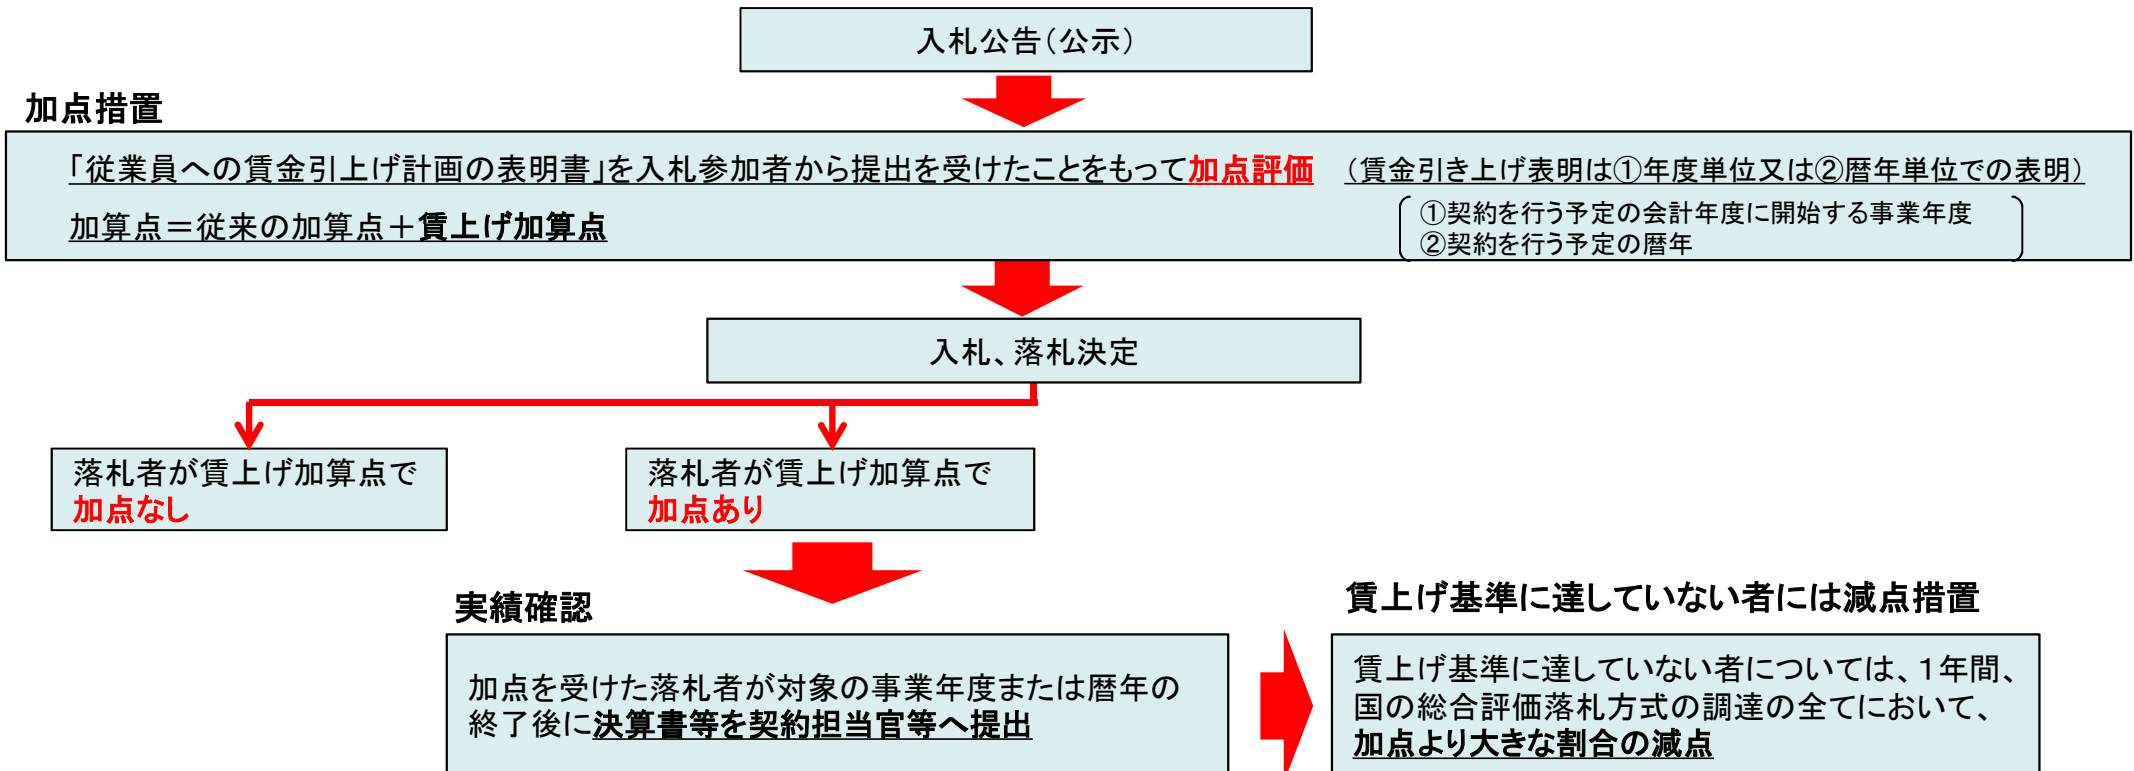 入札公告（公示）
加点措置
「従業員への賃金引上げ計画の表明書」を入札参加者から提出を受けたことをもって加点評価　（賃金引き上げ表明は①年度単位又は②暦年単位での表明）
加算点＝従来の加算点＋賃上げ加算点
①契約を行う予定の会計年度に開始する事業年度
②契約を行う予定の暦年
入札、落札決定
落札者が賃上げ加算点で
加点なし
落札者が賃上げ加算点で
加点あり
実績確認
加点を受けた落札者が対象の事業年度または暦年の
終了後に決算書等を契約担当官等へ提出
賃上げ基準に達していない者には減点措置
賃上げ基準に達していない者については、１年間、
国の総合評価落札方式の調達の全てにおいて、
加点より大きな割合の減点